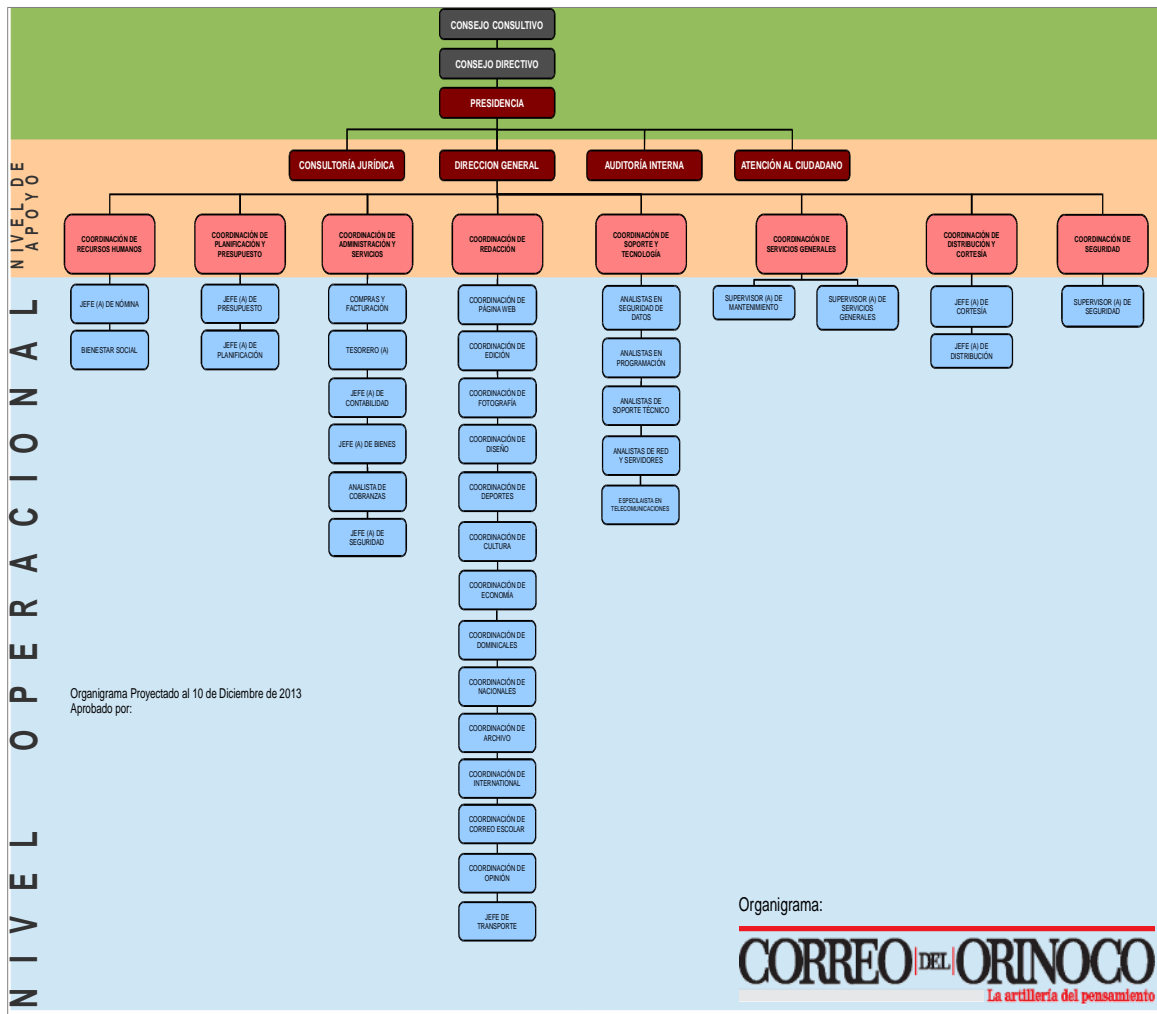 CONSEJO CONSULTIVO
CONSEJO DIRECTIVO
PRESIDENCIA
NIVEL DE
APOYO
CONSULTORÍA JURÍDICA
DIRECCION GENERAL
AUDITORÍA INTERNA
ATENCIÓN AL CIUDADANO
COORDINACIÓN DE
RECURSOS HUMANOS
COORDINACIÓN DE
PLANIFICACIÓN Y
PRESUPUESTO
COORDINACIÓN DE
ADMINISTRACIÓN Y
SERVICIOS
COORDINACIÓN DE
REDACCIÓN
COORDINACIÓN DE
SOPORTE Y
TECNOLOGÍA
COORDINACIÓN DE
SERVICIOS GENERALES
COORDINACIÓN DE
DISTRIBUCIÓN Y
CORTESÍA
COORDINACIÓN DE
SEGURIDAD
NIVEL OPERACIONAL
JEFE (A) DE NÓMINA
BIENESTAR SOCIAL
JEFE (A) DE
PRESUPUESTO
JEFE (A) DE
PLANIFICACIÓN
COMPRAS Y
FACTURACIÓN
TESORERO (A)
JEFE (A) DE
CONTABILIDAD
JEFE (A) DE BIENES
ANALISTA DE
COBRANZAS
JEFE (A) DE
SEGURIDAD
COORDINACIÓN DE
PÁGINA WEB
COORDINACIÓN DE
EDICIÓN
COORDINACIÓN DE
FOTOGRAFÍA
COORDINACIÓN DE
DISEÑO
COORDINACIÓN DE
DEPORTES
COORDINACIÓN DE
CULTURA
COORDINACIÓN DE
ECONOMÍA
COORDINACIÓN DE
DOMINICALES
COORDINACIÓN DE
NACIONALES
COORDINACIÓN DE
ARCHIVO
COORDINACIÓN DE
INTERNATIONAL
COORDINACIÓN DE
CORREO ESCOLAR
COORDINACIÓN DE
OPINIÓN
JEFE DE
TRANSPORTE
ANALISTAS EN
SEGURIDAD DE
DATOS
ANALISTAS EN
PROGRAMACIÓN
ANALISTAS DE
SOPORTE TÉCNICO
ANALISTAS DE RED
Y SERVIDORES
ESPECILAISTA EN
TELECOMUNICACIONES
SUPERVISOR (A) DE
MANTENIMIENTO
SUPERVISOR (A) DE
SERVICIOS
GENERALES
JEFE (A) DE
CORTESÍA
JEFE (A) DE
DISTRIBUCIÓN
SUPERVISOR (A) DE
SEGURIDAD
Organigrama Proyectado al 10 de Diciembre de 2013
Aprobado por:
Organigrama:
CORREO DEL ORINOCO
La artillería del pensamiento